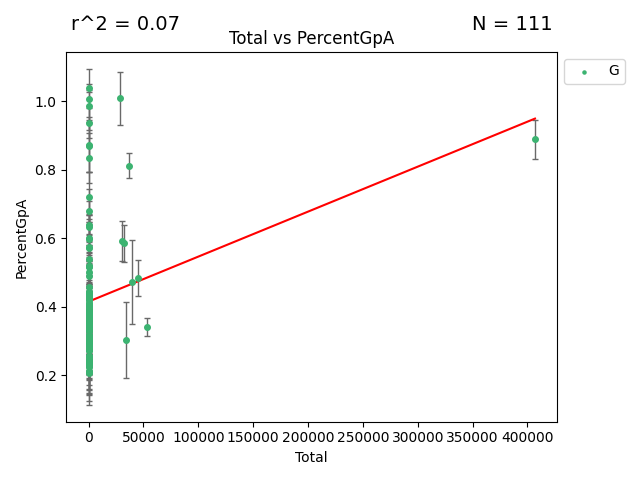 r^2 = 0.07
N = 111
Total vs PercentGpA
G
1.0
0.8
0.6
0.4
0.2
PercentGpA
0 50000 100000 150000 200000 250000 300000 350000 400000
Total